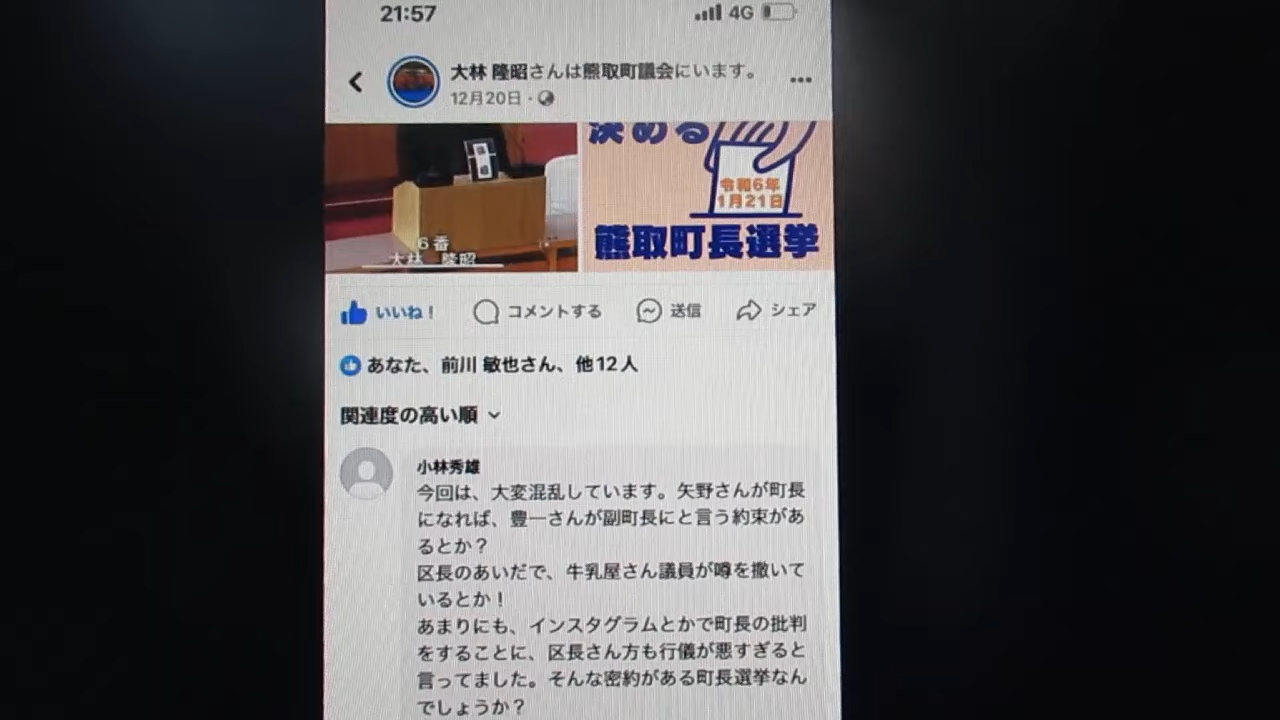 21:57
4G
大林 隆昭さんは熊取町議会にいます。
12月20日
決める
令和6年
1月21日
熊取町長選挙
6番
大林 隆昭
いいね！
コメントする
送信
シェア
あなた、前川 敏也さん、他12人
関連度の高い順
小林秀雄
今回は、大変混乱しています。矢野さんが町長
になれば、豊一さんが副町長にと言う約束があ
るとか？
区長のあいだで、牛乳屋さん議員が噂を撒いて
いるとか！
あまりにも、インスタグラムとかで町長の批判
をすることに、区長さん方も行儀が悪すぎると
言ってました。そんな密約がある町長選挙なん
でしょうか？